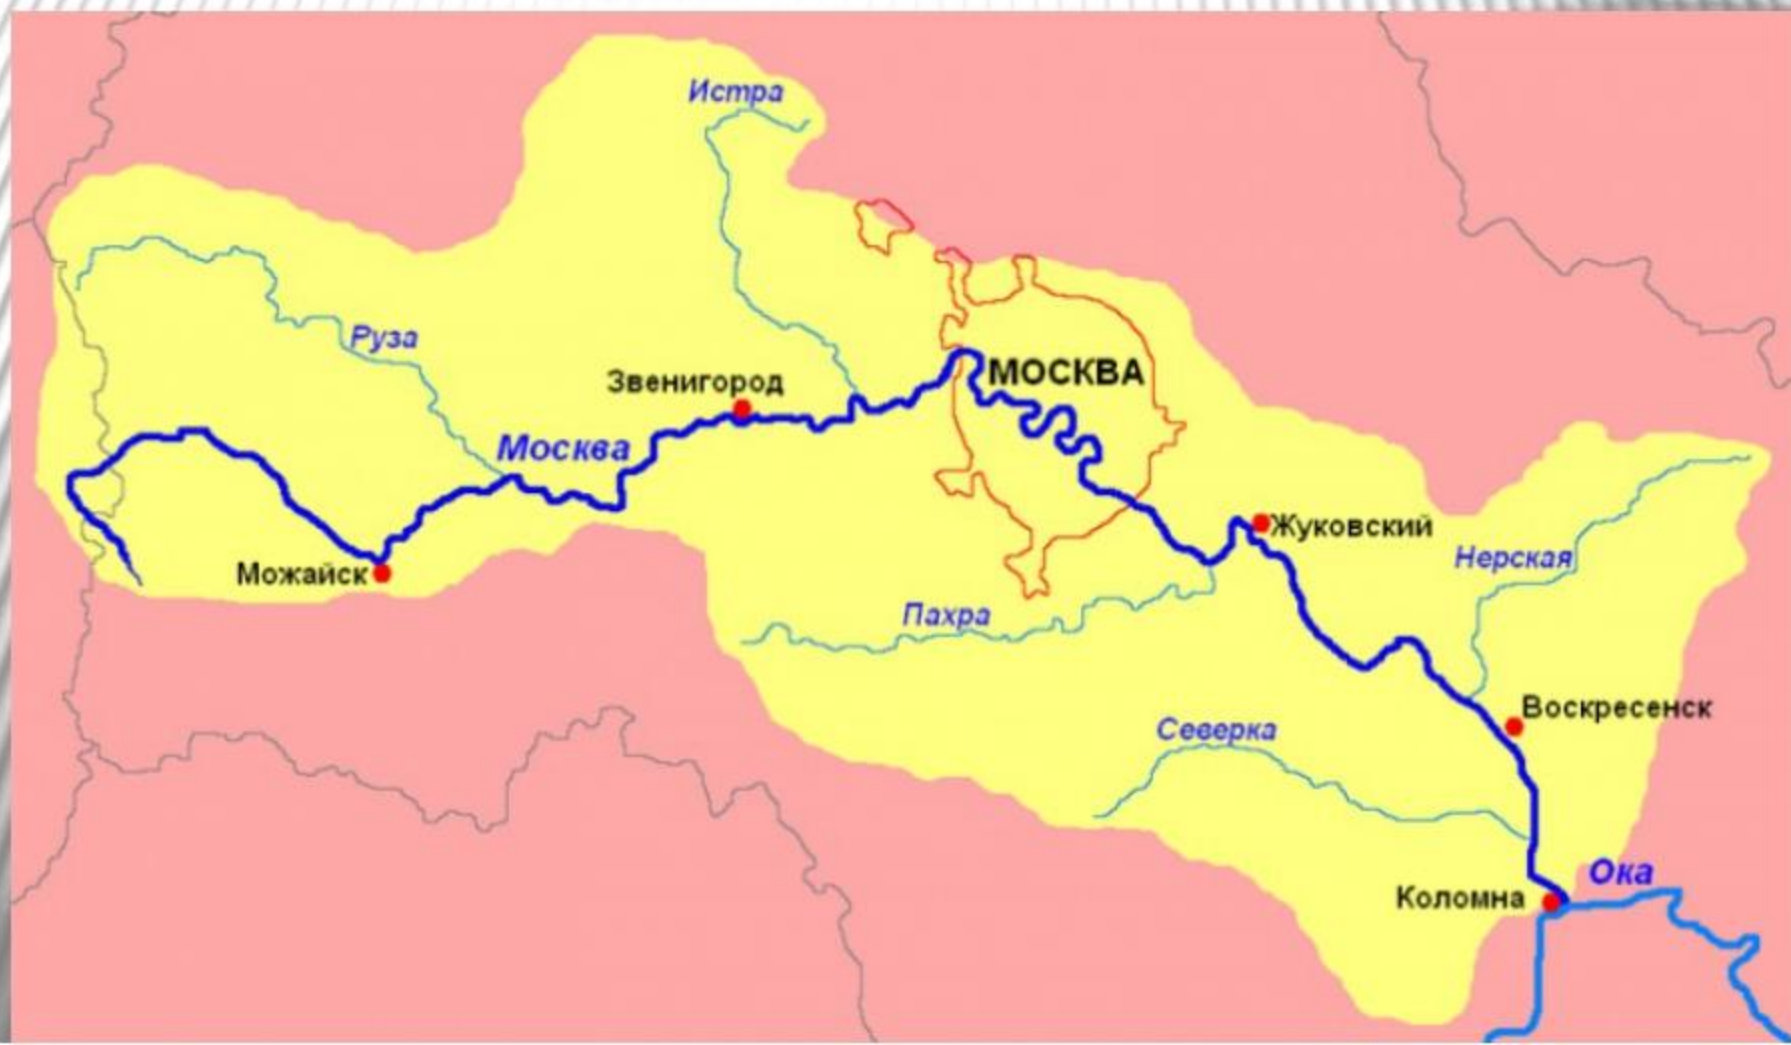 Истра
Руза
Звенигород
МОСКВА
Москва
Можайск
Жуковский
Нерская
Пахра
Воскресенск
Северка
Ока
Коломна